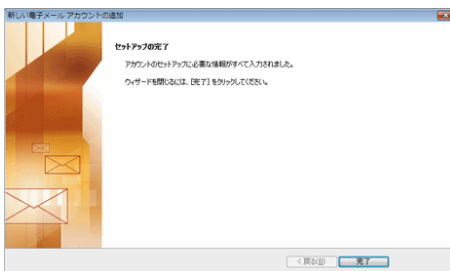 新しい電子メール アカウントの追加
セットアップの完了
アカウントのセットアップに必要な情報がすべて入力されました。
ウィザードを閉じるには、[完了] をクリックしてください。
< 戻る(B)
完了